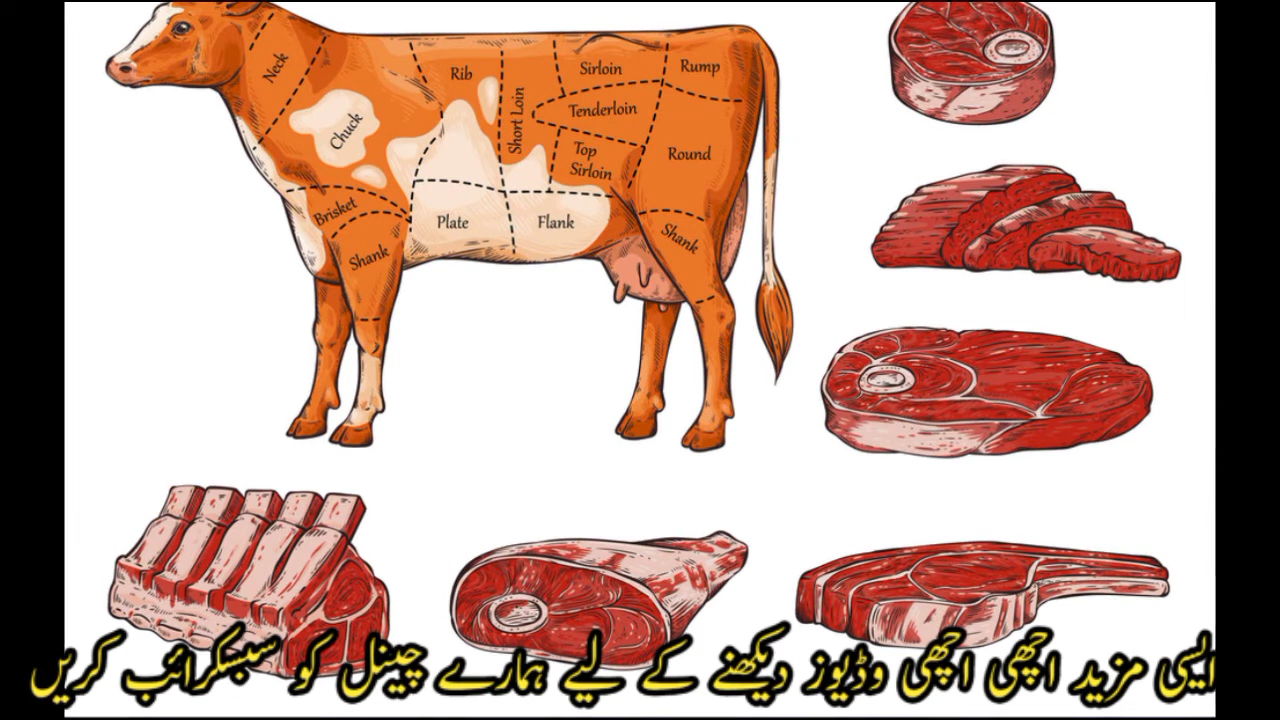 Neck
Rib
Sirloin
Rump
Chuck
Short Loin
Tenderloin
Top
Sirloin
Round
Brisket
Plate
Flank
Shank
Shank
ایسی مزید اچھی اچھی وڈیوز دیکھنے کے لیے ہمارے چینل کو سبسکرائب کریں